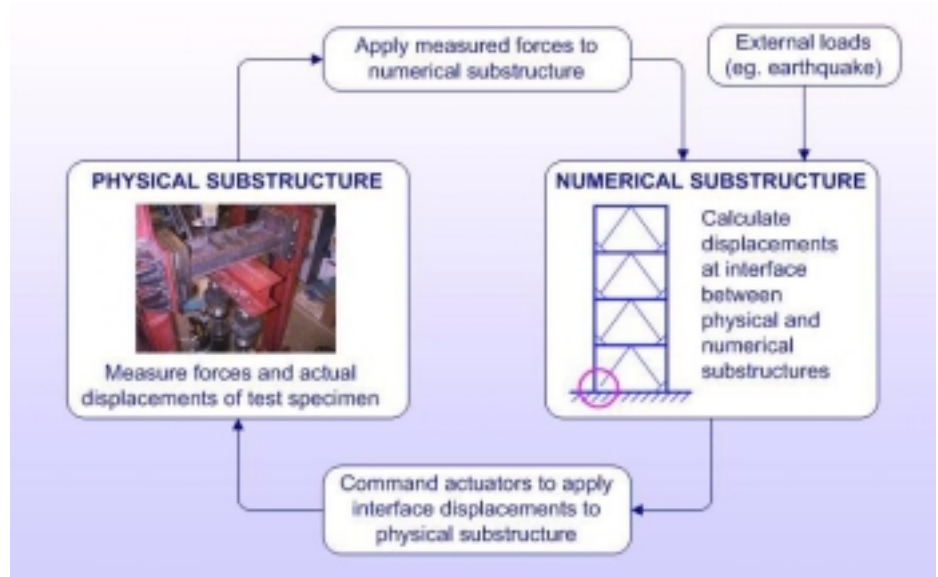 Apply measured forces to
numerical substructure
External loads
(eg. earthquake)
PHYSICAL SUBSTRUCTURE
Measure forces and actual
displacements of test specimen
NUMERICAL SUBSTRUCTURE
Calculate
displacements
at interface
between
physical and
numerical
substructures
Command actuators to apply
interface displacements to
physical substructure